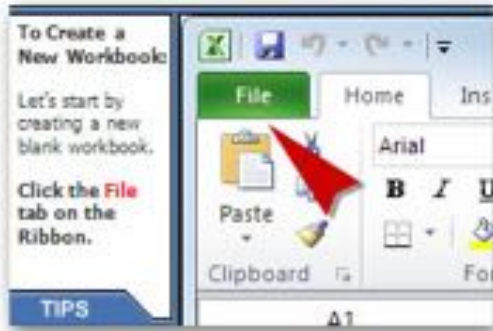 To Create a
New Workbook:
Let's start by
creating a new
blank workbook.
Click the File
tab on the
Ribbon.
TIPS
File
Home
Ins
Paste
Arial
B I U
Clipboard
Fo
A1